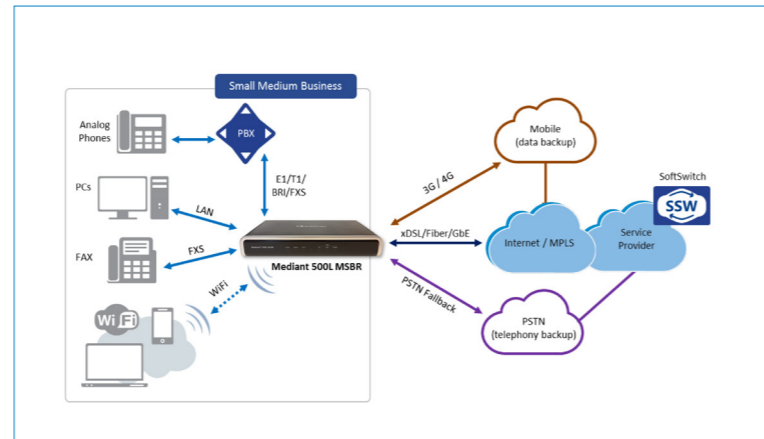 Small Medium Business
Analog
Phones
PBX
E1/T1/
BRI/FXS
PCs
LAN
FAX
FXS
Mediant 500L MSBR
WiFi
Wi Fi
3G / 4G
Mobile
(data backup)
xDSL/Fiber/GbE
Internet / MPLS
SoftSwitch
SSW
Service
Provider
PSTN Fallback
PSTN
(telephony backup)